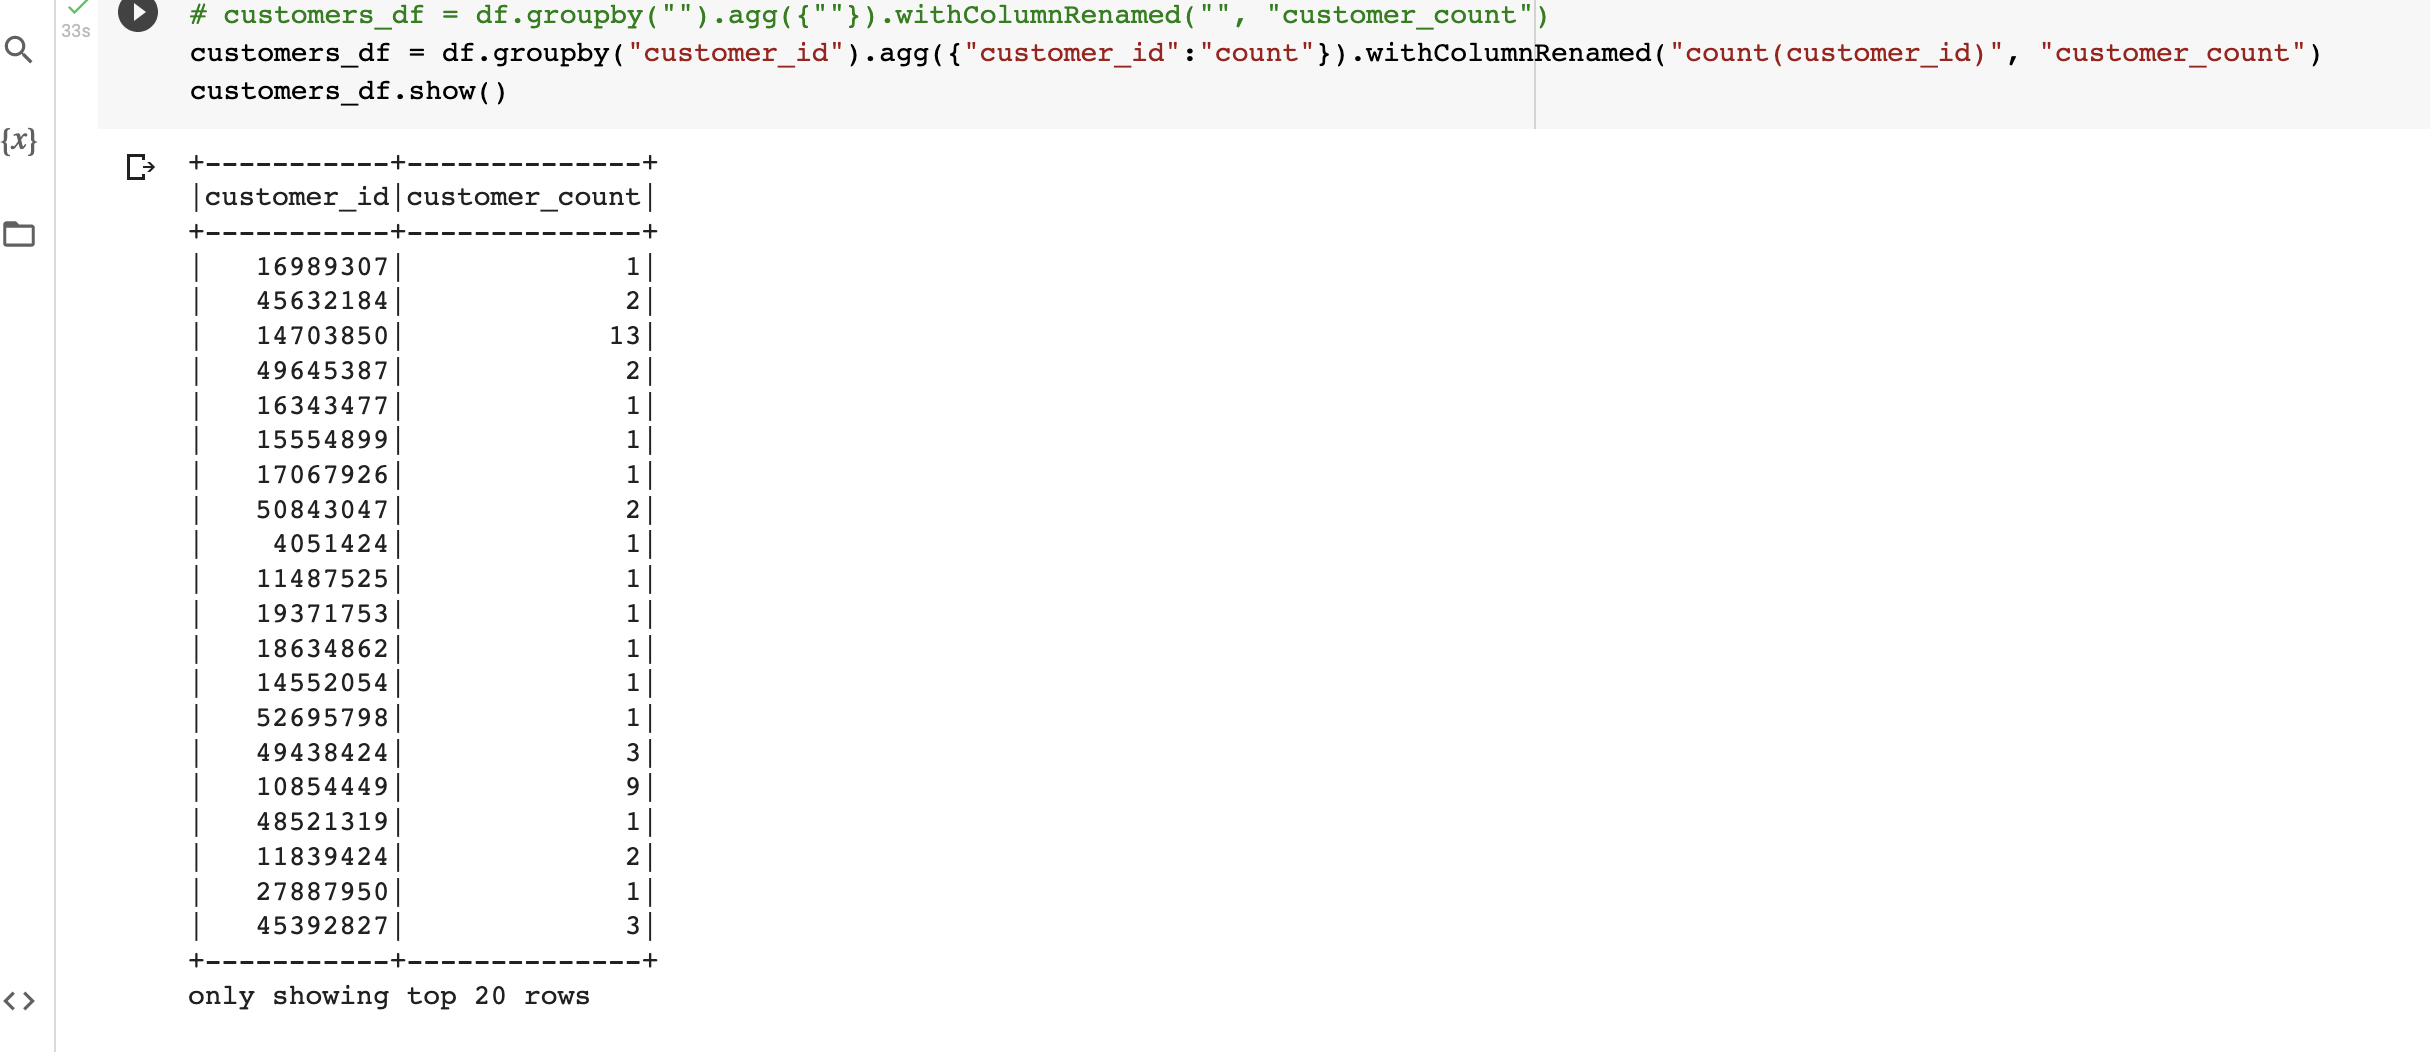 # customers_df = df.groupby("").agg({""}).withColumnRenamed("", "customer_count")
33s
customers_df = df.groupby("customer_id").agg({"customer_id":"count"}).withColumnRenamed("count(customer_id)", "customer_count")
customers_df.show()
{x}
+-----------+--------------+
|customer_id|customer_count|
+-----------+--------------+
|   16989307|             1|
|   45632184|             2|
|   14703850|            13|
|   49645387|             2|
|   16343477|             1|
|   15554899|             1|
|   17067926|             1|
|   50843047|             2|
|    4051424|             1|
|   11487525|             1|
|   19371753|             1|
|   18634862|             1|
|   14552054|             1|
|   52695798|             1|
|   49438424|             3|
|   10854449|             9|
|   48521319|             1|
|   11839424|             2|
|   27887950|             1|
|   45392827|             3|
+-----------+--------------+
only showing top 20 rows